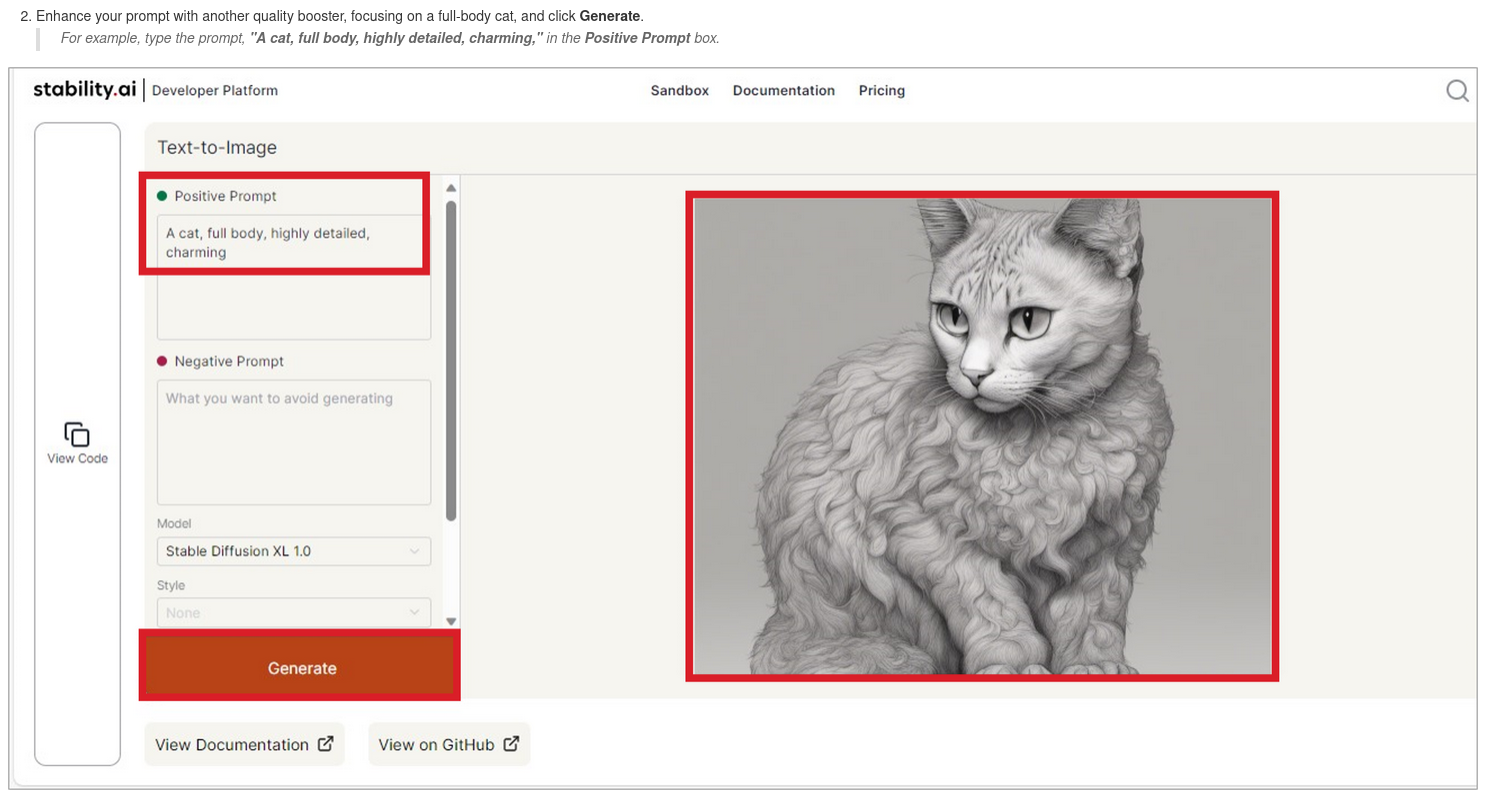 2. Enhance your prompt with another quality booster, focusing on a full-body cat, and click Generate.
For example, type the prompt, "A cat, full body, highly detailed, charming," in the Positive Prompt box.
stability.ai | Developer Platform
Sandbox Documentation Pricing
Text-to-Image
Positive Prompt
A cat, full body, highly detailed,
charming
Negative Prompt
What you want to avoid generating
View Code
Model
Stable Diffusion XL 1.0
Style
None
Generate
View Documentation View on GitHub